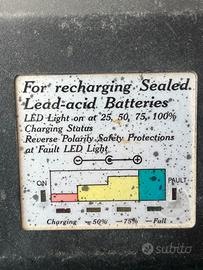 For recharging Sealed
Lead-acid Batteries
LED Light on at 25, 50, 75, 100%
Charging Status
Reverse Polarity Safety Protections
at Fault LED Light
ON
FAULT
Charging 50% 75% Full
subito